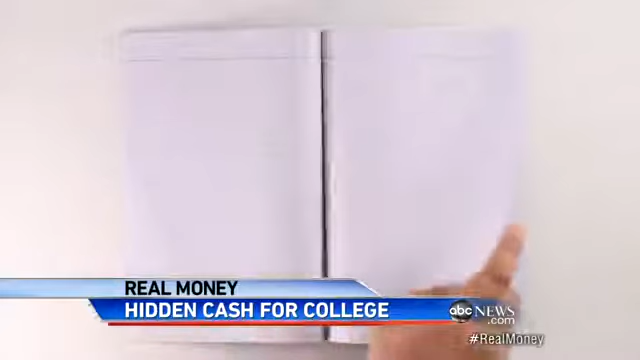 REAL MONEY
HIDDEN CASH FOR COLLEGE
abc NEWS
.com
#RealMoney